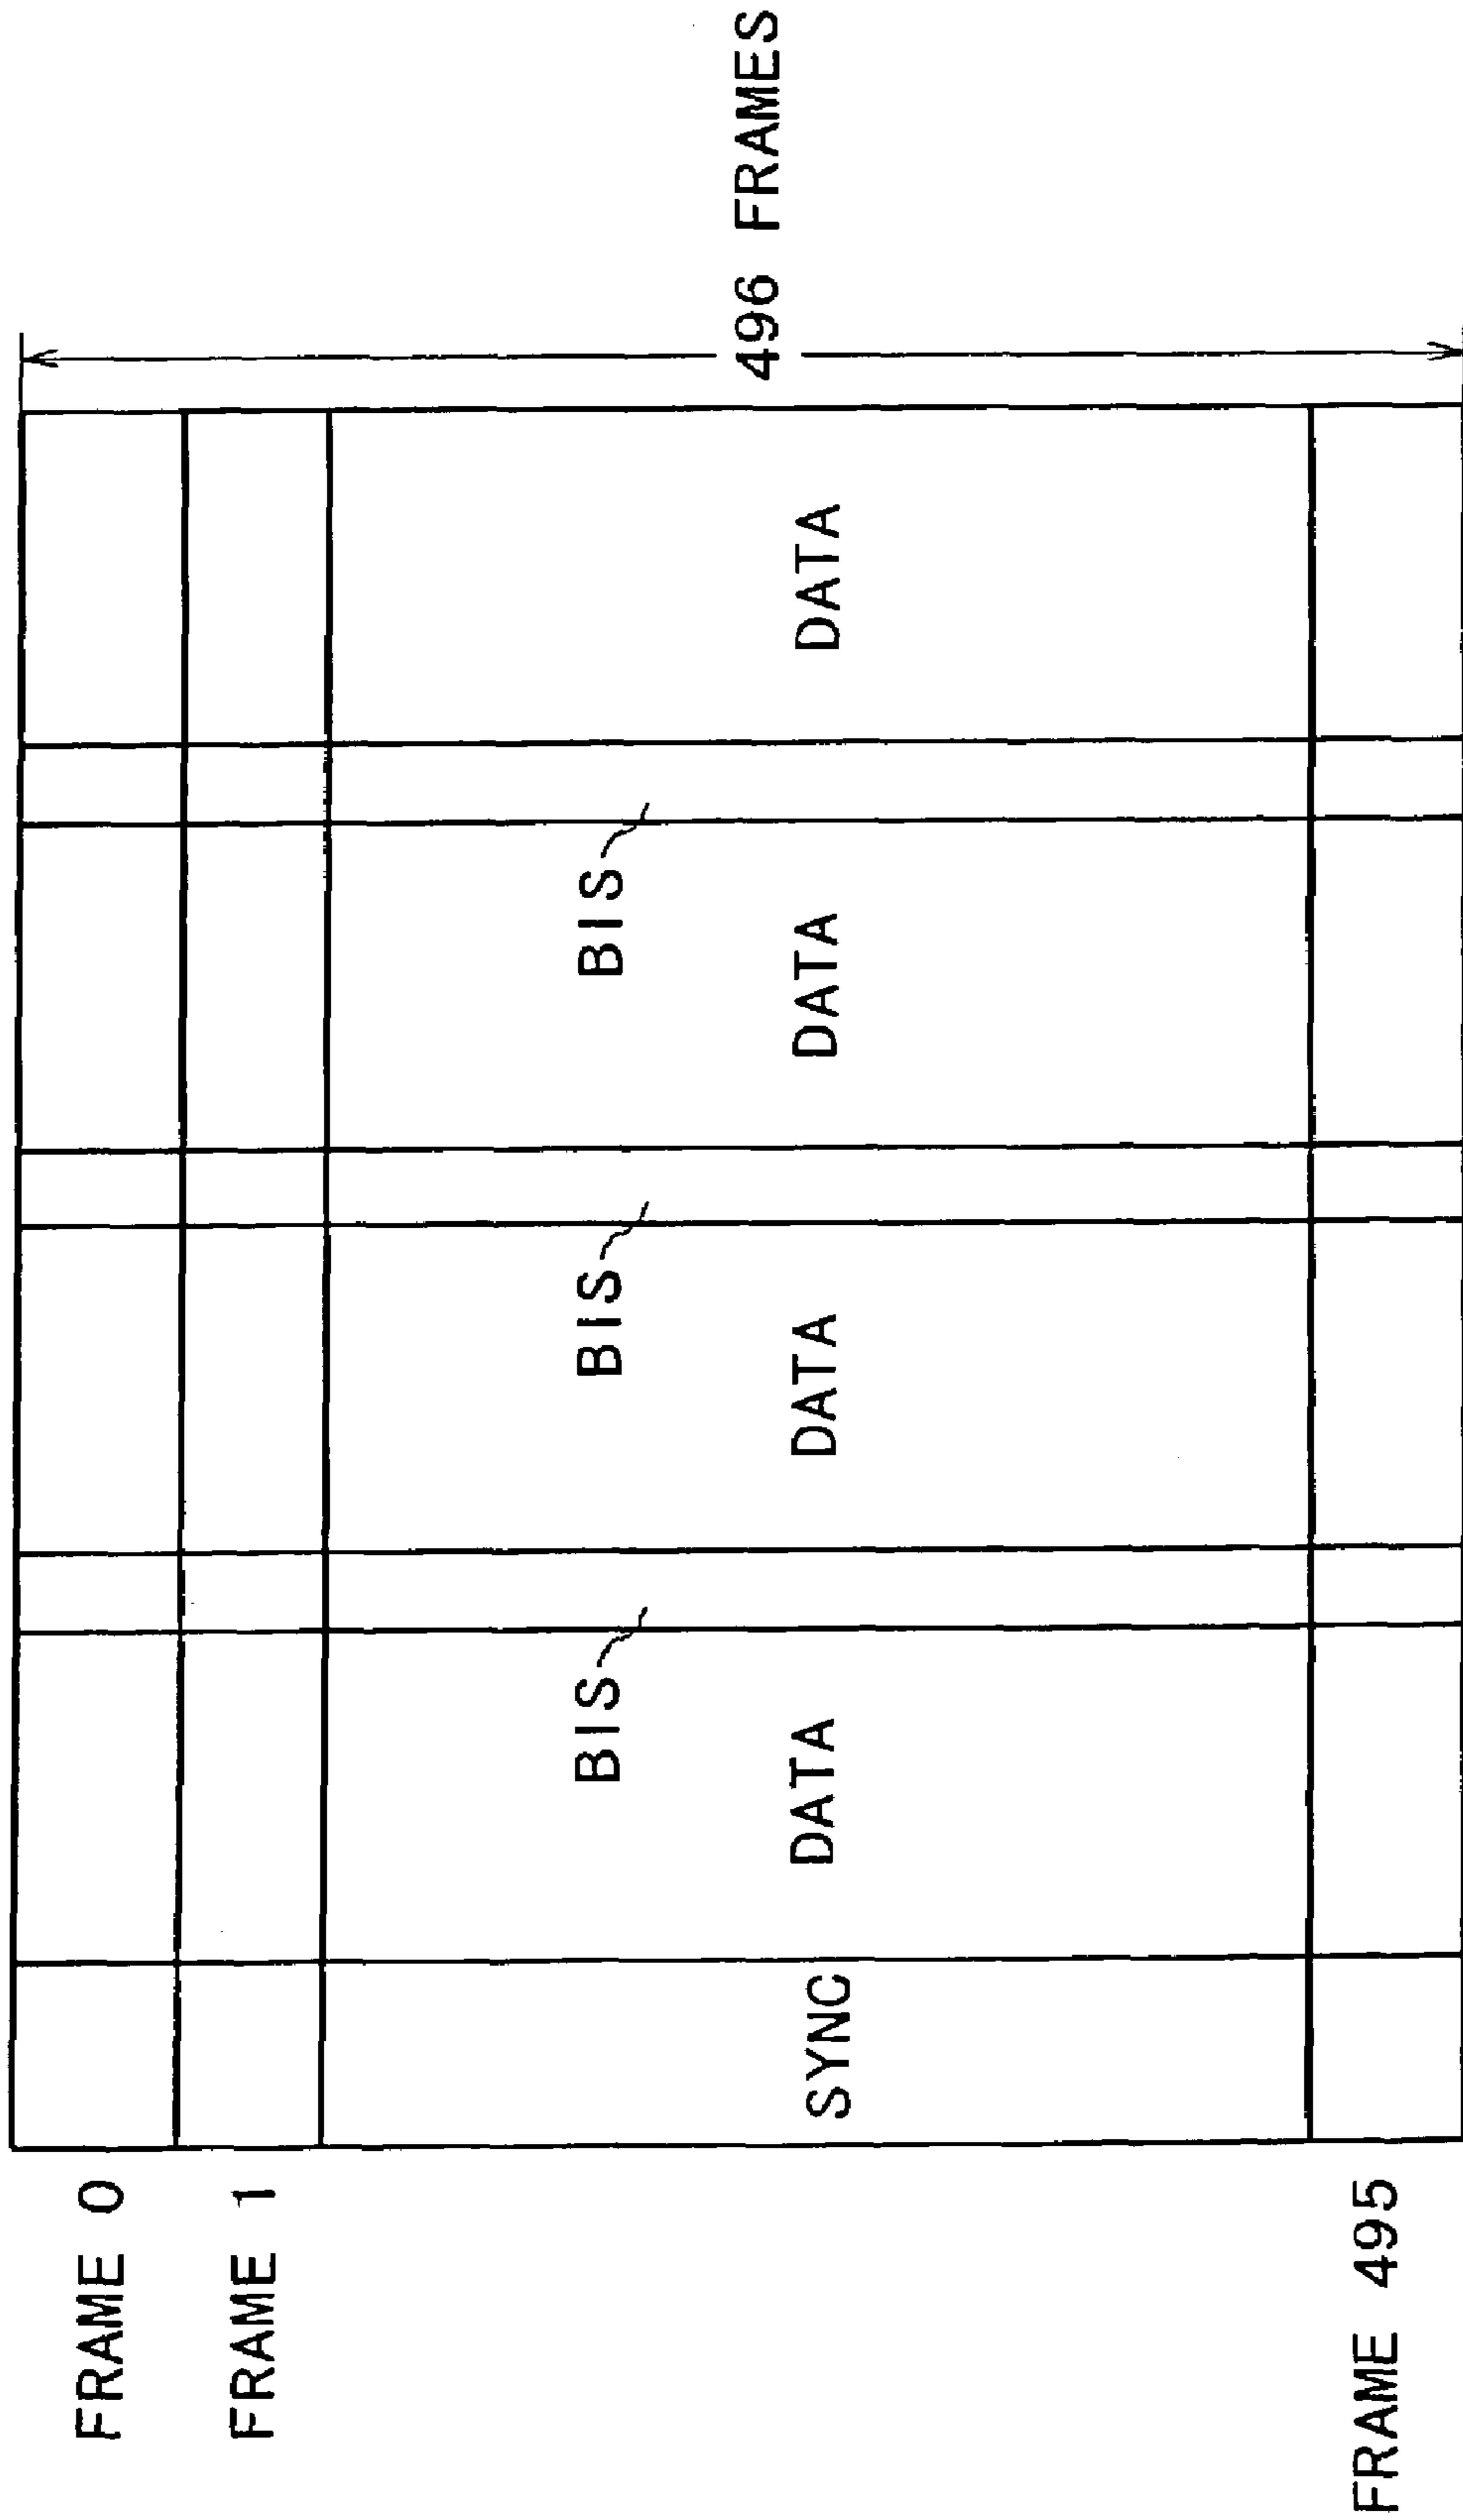 FRAME 0
FRAME 1
BIS
BIS
BIS
SYNC
DATA
DATA
DATA
DATA
496 FRAMES
FRAME 495